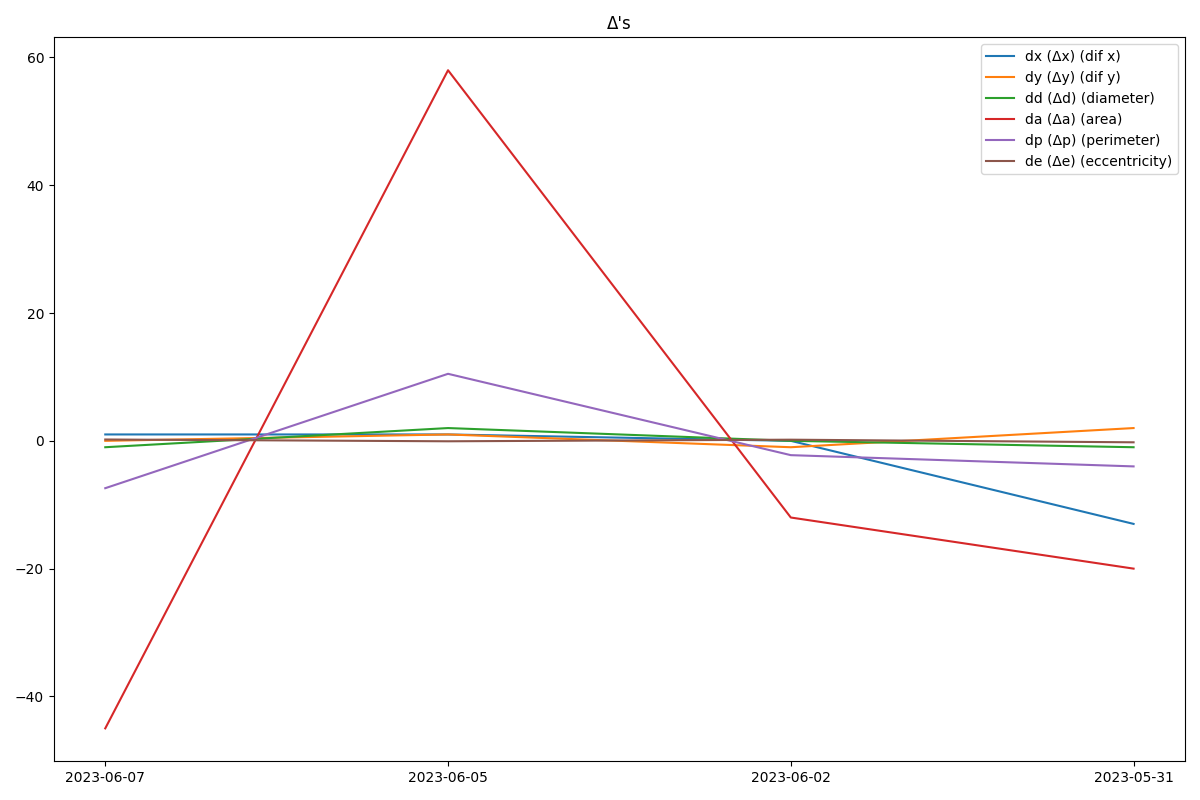 Δ's
dx (Δx) (dif x)
dy (Δy) (dif y)
dd (Δd) (diameter)
da (Δa) (area)
dp (Δp) (perimeter)
de (Δe) (eccentricity)
60
40
20
0
−20
−40
2023-06-07 2023-06-05 2023-06-02 2023-05-31